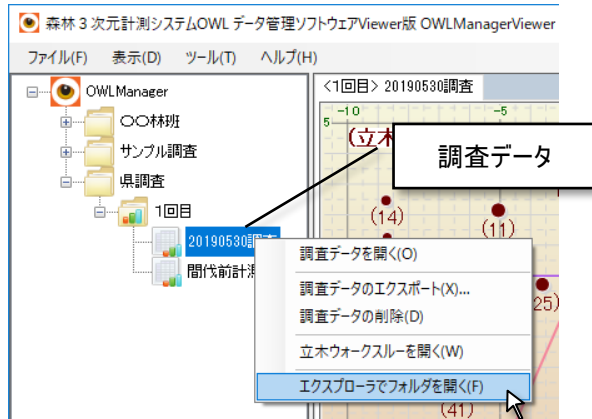 森林３次元計測システムOWL データ管理ソフトウェアViewer版 OWLManagerViewer
ファイル(F) 表示(D) ツール(T) ヘルプ(H)
OWLManager
〇〇林班
サンプル調査
県調査
1回目
20190530調査
間伐前計測
<1回目> 20190530調査
-10 -5
5
(立木
調査データ
(14)
(11)
調査データを開く(O)
調査データのエクスポート(X)...
調査データの削除(D)
立木ウォークスルーを開く(W)
エクスプローラでフォルダを開く(F)
25)
(41)